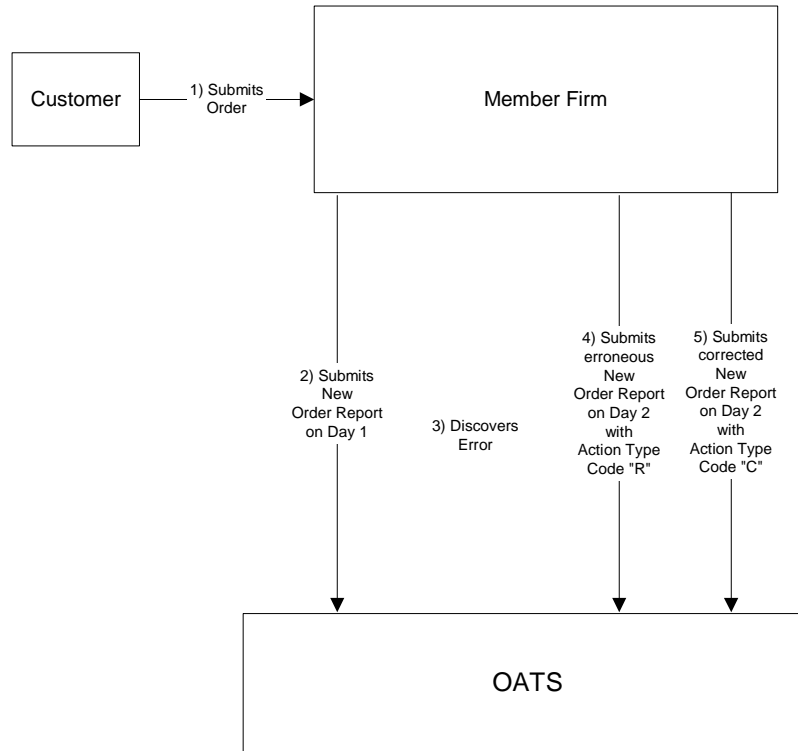 Customer
1) Submits
Order
Member Firm
2) Submits
New
Order Report
on Day 1
3) Discovers
Error
4) Submits
erroneous
New
Order Report
on Day 2
with
Action Type
Code "R"
5) Submits
corrected
New
Order Report
on Day 2
with
Action Type
Code "C"
OATS